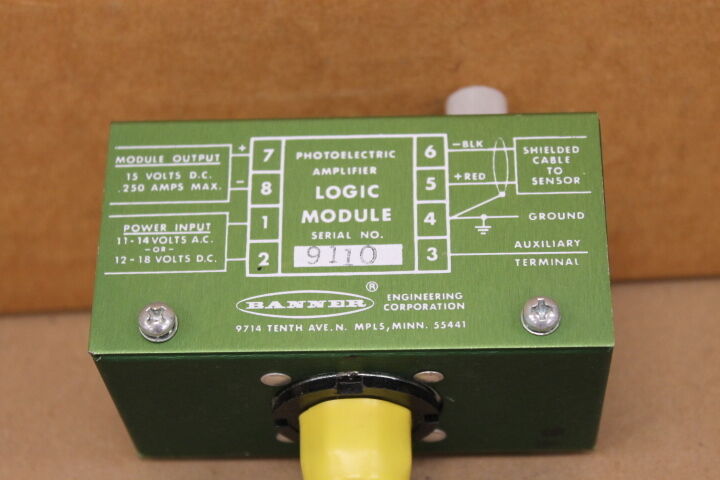 MODULE OUTPUT
15 VOLTS D.C.
.250 AMPS MAX.
+
–
7
8
POWER INPUT
11-14 VOLTS A.C.
-OR-
12-18 VOLTS D.C.
1
2
PHOTOELECTRIC
AMPLIFIER
LOGIC
MODULE
SERIAL NO.
9110
6
5
4
3
–BLK
+RED
SHIELDED
CABLE
TO
SENSOR
GROUND
AUXILIARY
TERMINAL
BANNER ®
ENGINEERING
CORPORATION
9714 TENTH AVE. N. MPLS, MINN. 55441